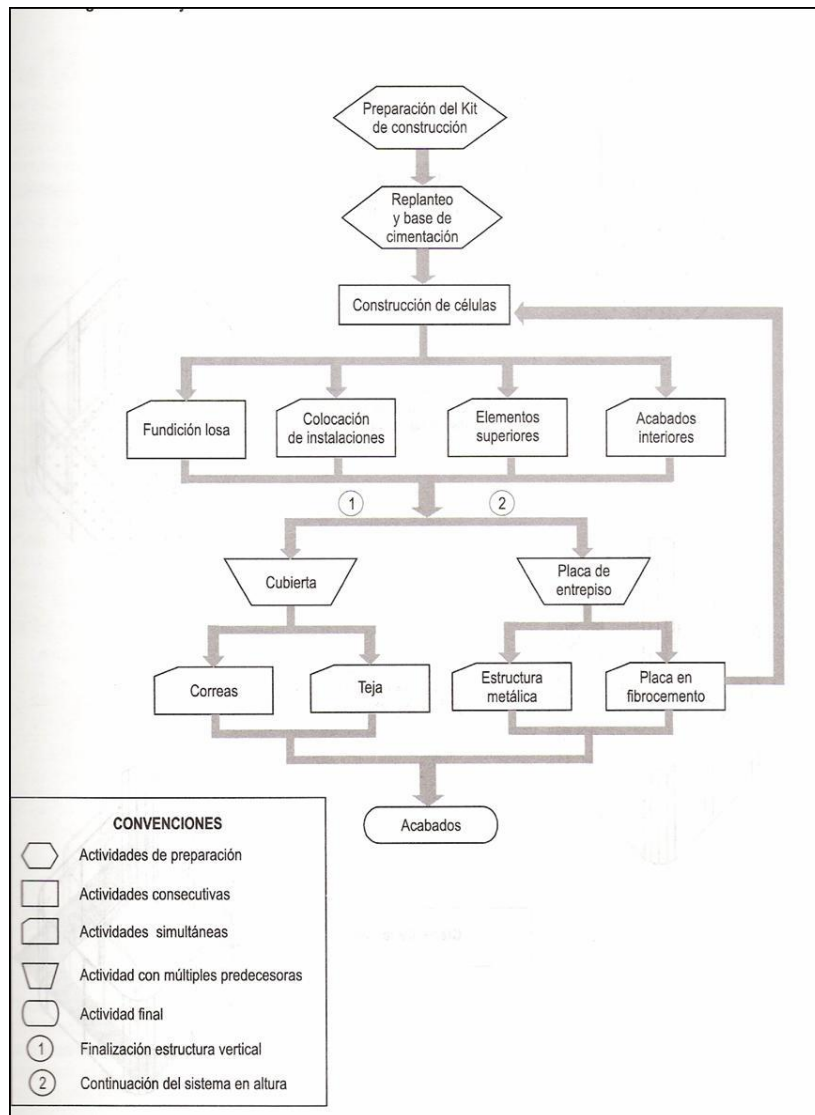 Preparación del Kit
de construcción
Replanteo
y base de
cimentación
Construcción de células
Fundición losa
Colocación
de instalaciones
Elementos
superiores
Acabados
interiores
1
2
Cubierta
Placa de
entrepiso
Correas
Teja
Estructura
metálica
Placa en
fibrocemento
Acabados
CONVENCIONES
Actividades de preparación
Actividades consecutivas
Actividades simultáneas
Actividad con múltiples predecesoras
Actividad final
1 Finalización estructura vertical
2 Continuación del sistema en altura